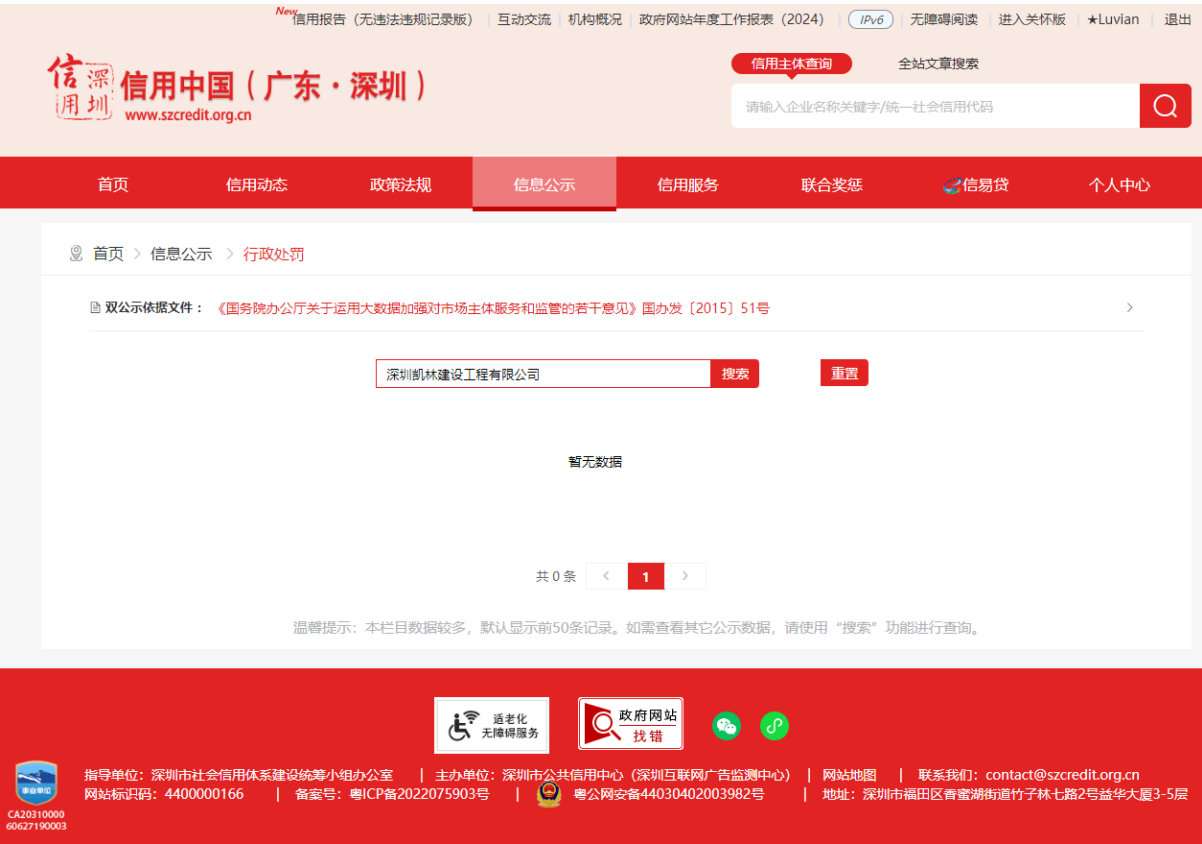 New 信用报告（无违法违规记录版） | 互动交流 | 机构概况 | 政府网站年度工作报表（2024） | IPv6 | 无障碍阅读 | 进入关怀版 | ★Luvian | 退出
信用深圳
信用中国（广东·深圳）
www.szcredit.org.cn
信用主体查询 全站文章搜索
请输入企业名称关键字/统一社会信用代码
首页 信用动态 政策法规 信息公示 信用服务 联合奖惩 信易贷 个人中心
首页 > 信息公示 > 行政处罚
双公示依据文件： 《国务院办公厅关于运用大数据加强对市场主体服务和监管的若干意见》国办发〔2015〕51号 >
深圳凯林建设工程有限公司 搜索 重置
暂无数据
共 0 条 < 1 >
温馨提示：本栏目数据较多，默认显示前50条记录。如需查看其它公示数据，请使用“搜索”功能进行查询。
适老化
无障碍服务
政府网站
找错
指导单位：深圳市社会信用体系建设统筹小组办公室 | 主办单位：深圳市公共信用中心（深圳互联网广告监测中心） | 网站地图 | 联系我们：contact@szcredit.org.cn
网站标识码：4400000166 | 备案号：粤ICP备2022075903号 | 粤公网安备44030402003982号 | 地址：深圳市福田区香蜜湖街道竹子林七路2号益华大厦3-5层
事业单位
CA20310000
60627190003